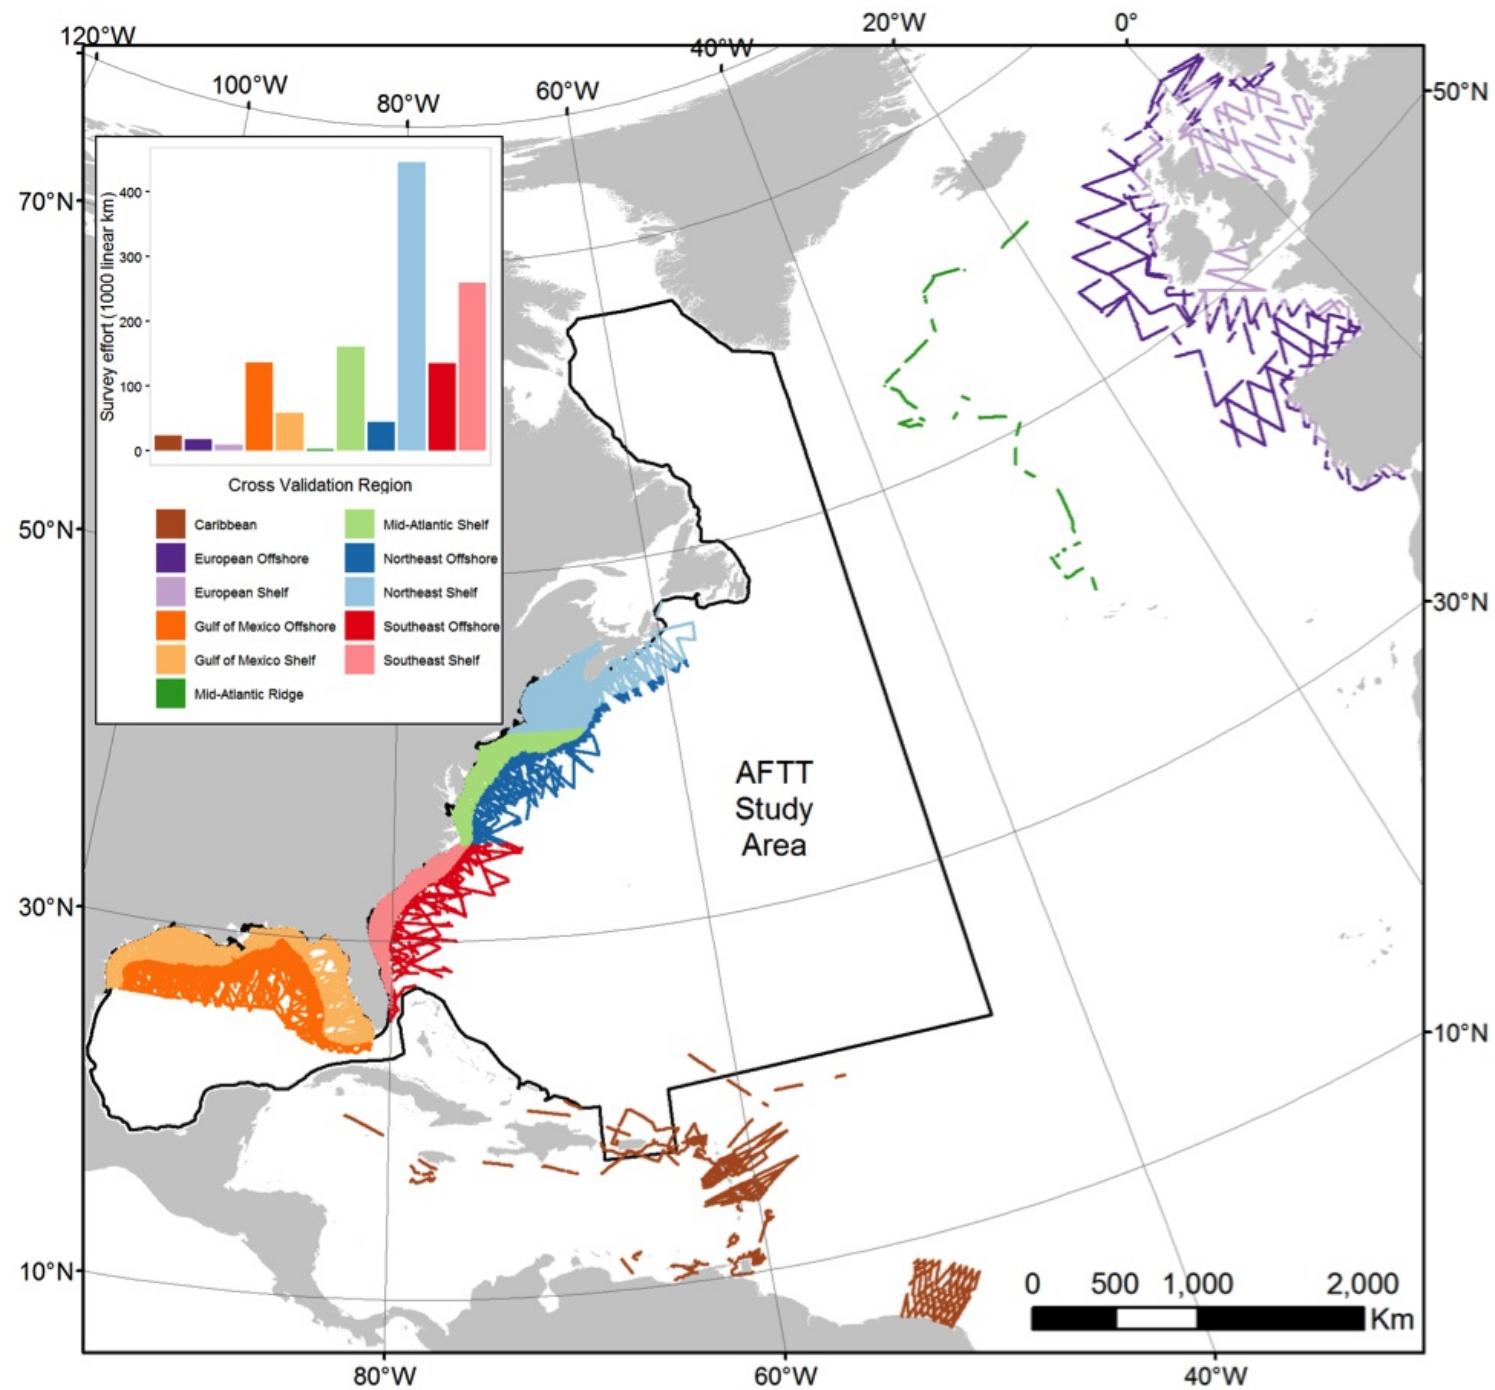 120°W
100°W
80°W
60°W
40°W
20°W
0°
50°N
70°N
50°N
30°N
10°N
30°N
10°N
Survey effort (1000 linear km)
400
300
200
100
0
Cross Validation Region
Caribbean
European Offshore
European Shelf
Gulf of Mexico Offshore
Gulf of Mexico Shelf
Mid-Atlantic Ridge
Mid-Atlantic Shelf
Northeast Offshore
Northeast Shelf
Southeast Offshore
Southeast Shelf
AFTT
Study
Area
0 500 1,000 2,000
Km
80°W
60°W
40°W